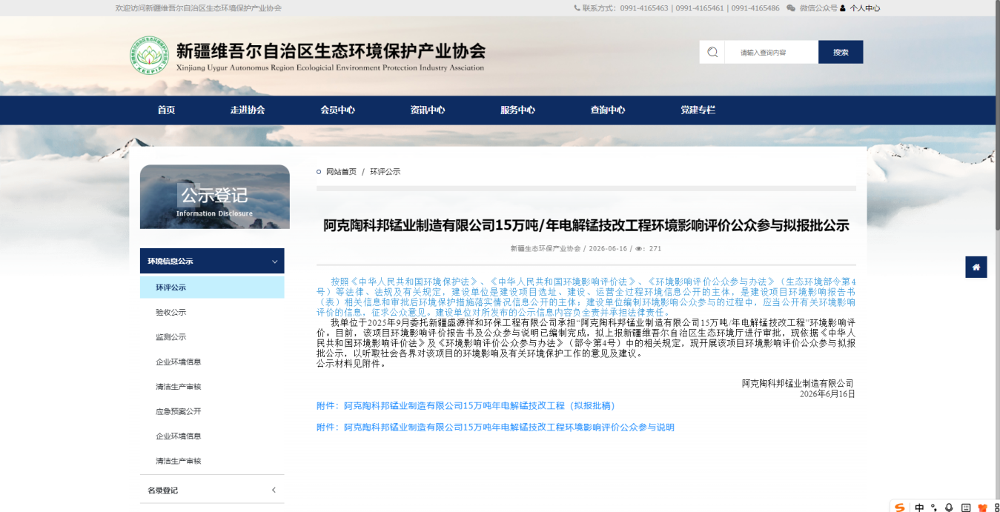 欢迎访问新疆维吾尔自治区生态环境保护产业协会
联系方式：0991-4165463 | 0991-4165461 | 0991-4165486 微信公众号 个人中心
新疆维吾尔自治区生态环境保护产业协会
Xinjiang Uygur Autonomus Region Ecologicial Environment Protection Industry Assciation
XEEPIA
请输入查询内容
搜索
首页 走进协会 会员中心 资讯中心 服务中心 查询中心 党建专栏
公示登记
Information Disclosure
环境信息公示
环评公示
验收公示
监测公示
企业环境信息
清洁生产审核
应急预案公开
企业环境信息
清洁生产审核
名录登记
网站首页 / 环评公示
阿克陶科邦锰业制造有限公司15万吨/年电解锰技改工程环境影响评价公众参与拟报批公示
新疆生态环保产业协会 / 2026-06-16 / ：271
按照《中华人民共和国环境保护法》、《中华人民共和国环境影响评价法》、《环境影响评价公众参与办法》（生态环境部令第4
号）等法律、法规及有关规定，建设单位是建设项目选址、建设、运营全过程环境信息公开的主体，是建设项目环境影响报告书
（表）相关信息和审批后环境保护措施落实情况信息公开的主体；建设单位编制环境影响公众参与的过程中，应当公开有关环境影响
评价的信息，征求公众意见。建设单位对所发布的公示信息内容负全责并承担法律责任。
我单位于2025年9月委托新疆盛源祥和环保工程有限公司承担“阿克陶科邦锰业制造有限公司15万吨/年电解锰技改工程”环境影响评
价。目前，该项目环境影响评价报告书及公众参与说明已编制完成，拟上报新疆维吾尔自治区生态环境厅进行审批，现依据《中华人
民共和国环境影响评价法》及《环境影响评价公众参与办法》（部令第4号）中的相关规定，现开展该项目环境影响评价公众参与拟报
批公示，以听取社会各界对该项目的环境影响及有关环境保护工作的意见及建议。
公示材料见附件。
阿克陶科邦锰业制造有限公司
2026年6月16日
附件：阿克陶科邦锰业制造有限公司15万吨年电解锰技改工程（拟报批稿）
附件：阿克陶科邦锰业制造有限公司15万吨年电解锰技改工程环境影响评价公众参与说明
中